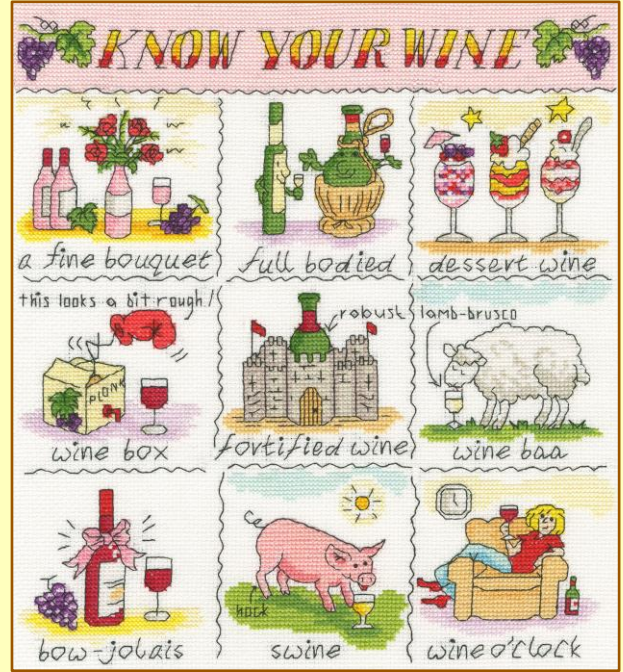 KNOW YOUR WINE
a fine bouquet
full bodied
dessert wine
this looks a bit rough!
PLONK
wine box
robust
fortified wine
lamb-brusco
wine baa
bow-jolais
hock
swine
wine o'clock